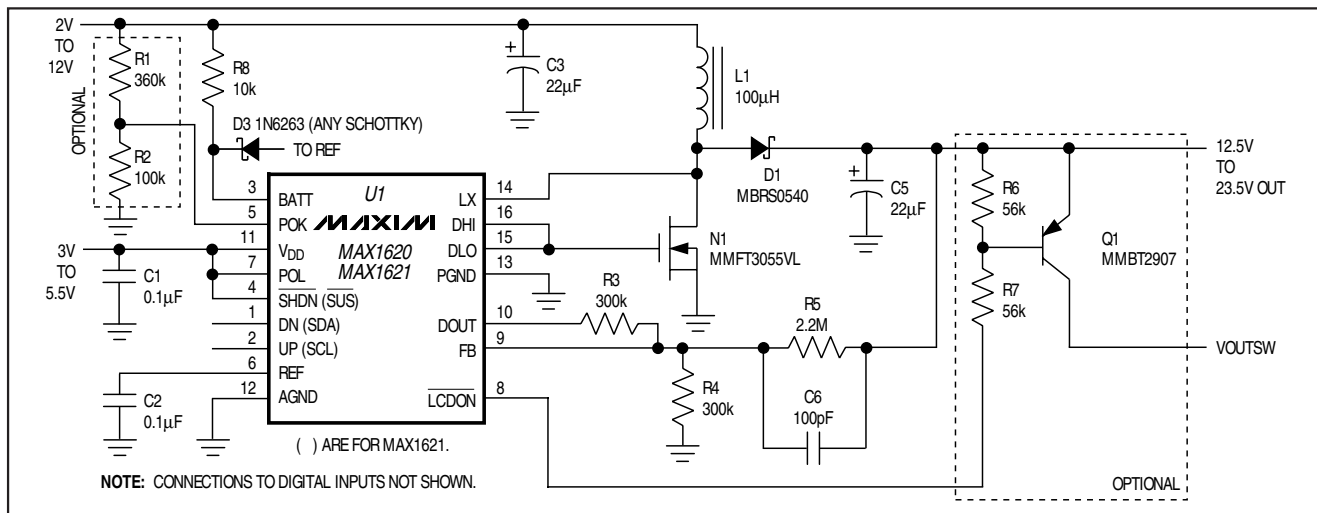 2V
TO
12V
R1
360k
OPTIONAL
R2
100k
R8
10k
D3 1N6263 (ANY SCHOTTKY)
TO REF
C3
22µF
L1
100µH
D1
MBRS0540
C5
22µF
12.5V
TO
23.5V OUT
R6
56k
Q1
MMBT2907
R7
56k
VOUTSW
OPTIONAL
3V
TO
5.5V
C1
0.1µF
C2
0.1µF
U1
MAXIM
MAX1620
MAX1621
3 BATT
5 POK
11 VDD
7 POL
4 SHDN (SUS)
1 DN (SDA)
2 UP (SCL)
6 REF
12 AGND
LX 14
DHI 16
DLO 15
PGND 13
DOUT 10
FB 9
LCDON 8
N1
MMFT3055VL
R3
300k
R5
2.2M
R4
300k
C6
100pF
( ) ARE FOR MAX1621.
NOTE: CONNECTIONS TO DIGITAL INPUTS NOT SHOWN.